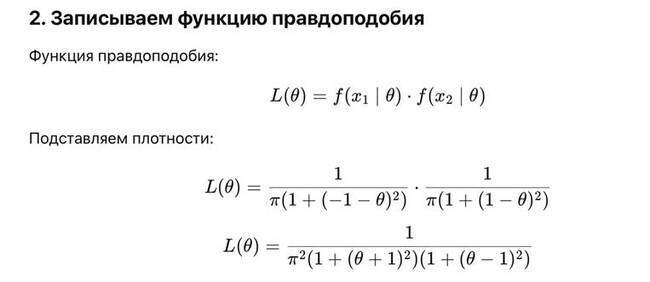 2. Записываем функцию правдоподобия
Функция правдоподобия:
L(θ) = f(x₁ | θ) · f(x₂ | θ)
Подставляем плотности:
L(θ) = 1 / π(1 + (−1 − θ)²) · 1 / π(1 + (1 − θ)²)
L(θ) = 1 / π²(1 + (θ + 1)²)(1 + (θ − 1)²)